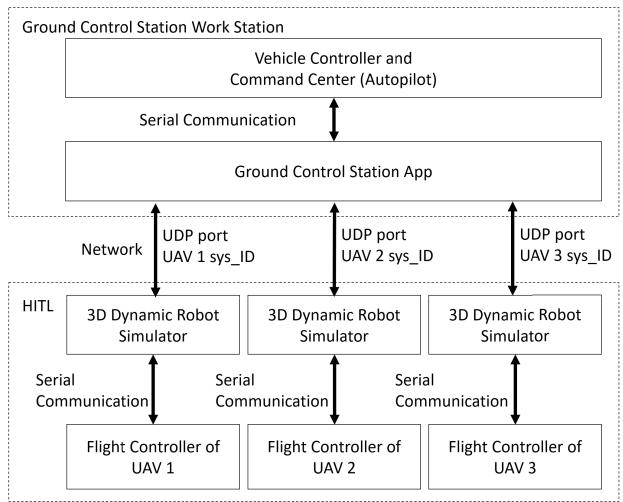 Ground Control Station Work Station
Vehicle Controller and
Command Center (Autopilot)
Serial Communication
Ground Control Station App
Network
UDP port
UAV 1 sys_ID
UDP port
UAV 2 sys_ID
UDP port
UAV 3 sys_ID
HITL
3D Dynamic Robot
Simulator
3D Dynamic Robot
Simulator
3D Dynamic Robot
Simulator
Serial
Communication
Serial
Communication
Serial
Communication
Flight Controller of
UAV 1
Flight Controller of
UAV 2
Flight Controller of
UAV 3